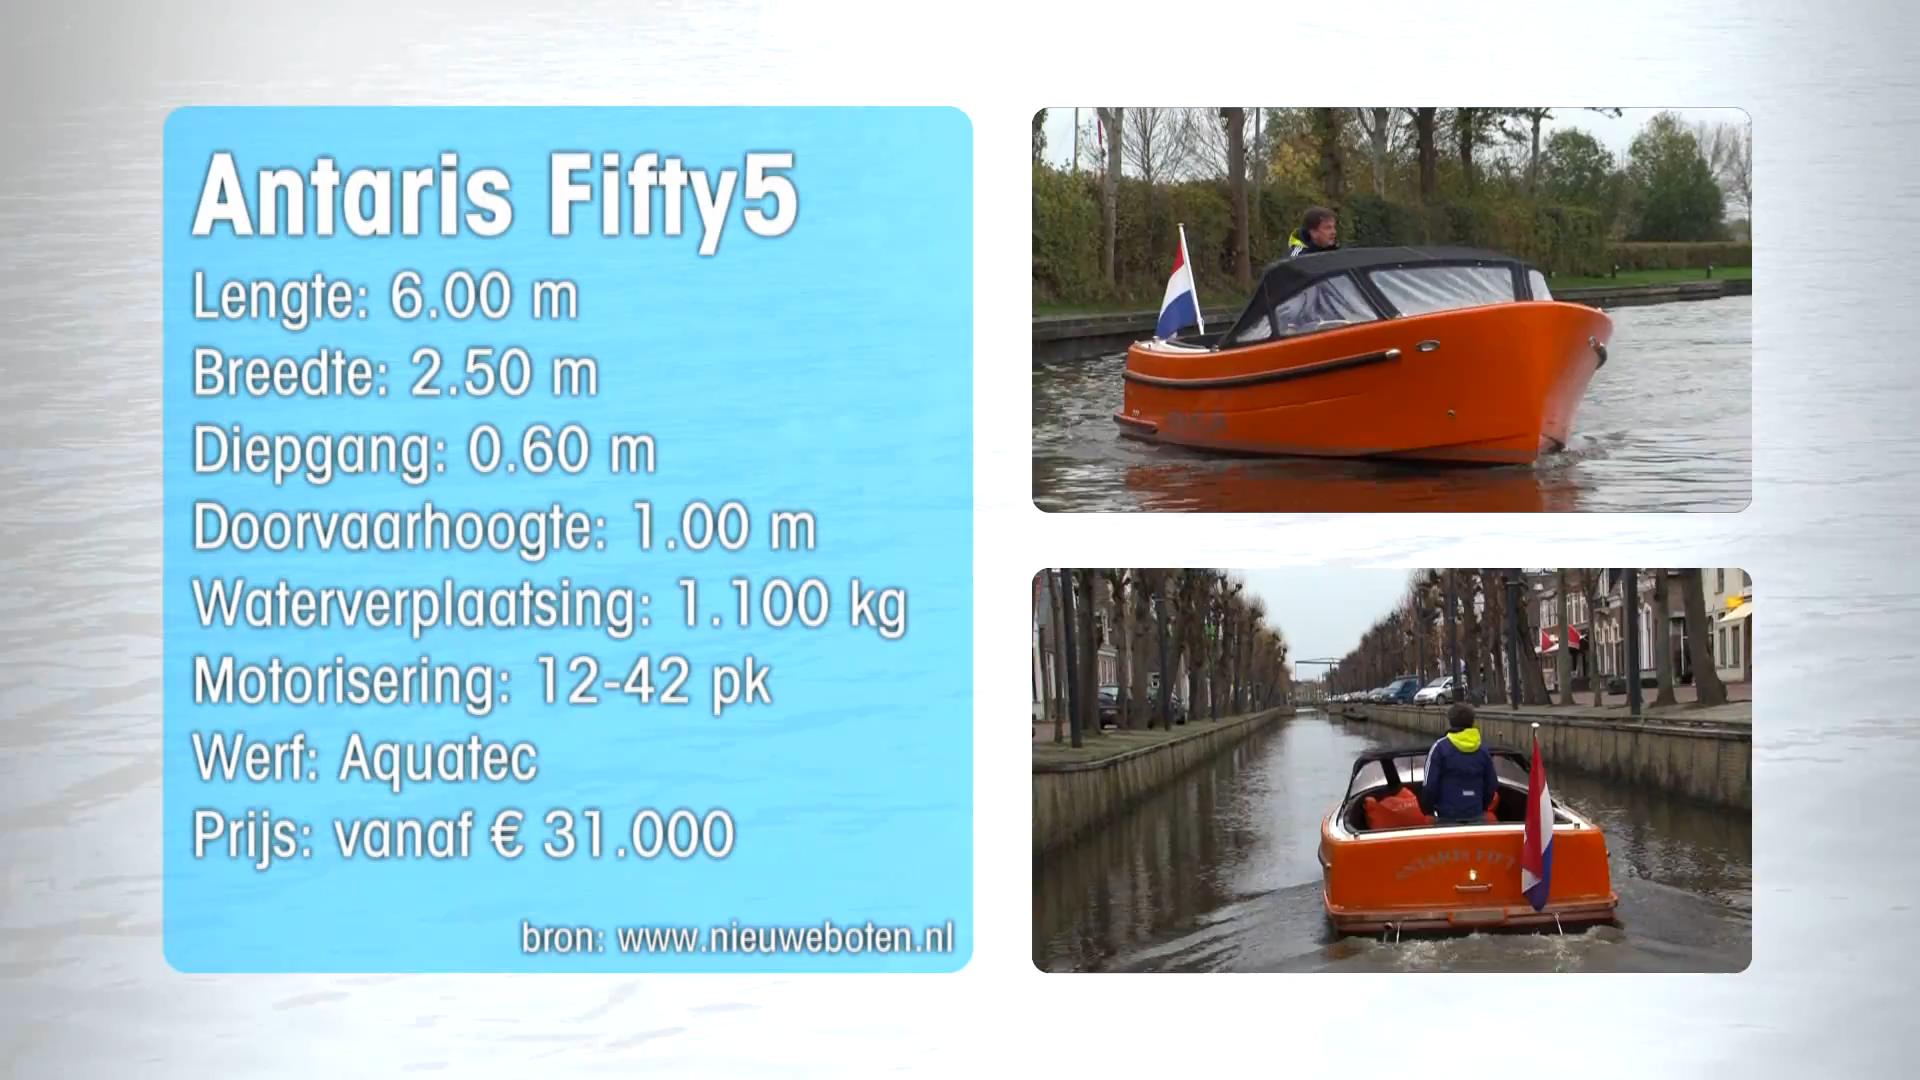 Antaris Fifty5
Lengte: 6.00 m
Breedte: 2.50 m
Diepgang: 0.60 m
Doorvaarhoogte: 1.00 m
Waterverplaatsing: 1.100 kg
Motorisering: 12-42 pk
Werf: Aquatec
Prijs: vanaf € 31.000
bron: www.nieuweboten.nl
ANTARIS